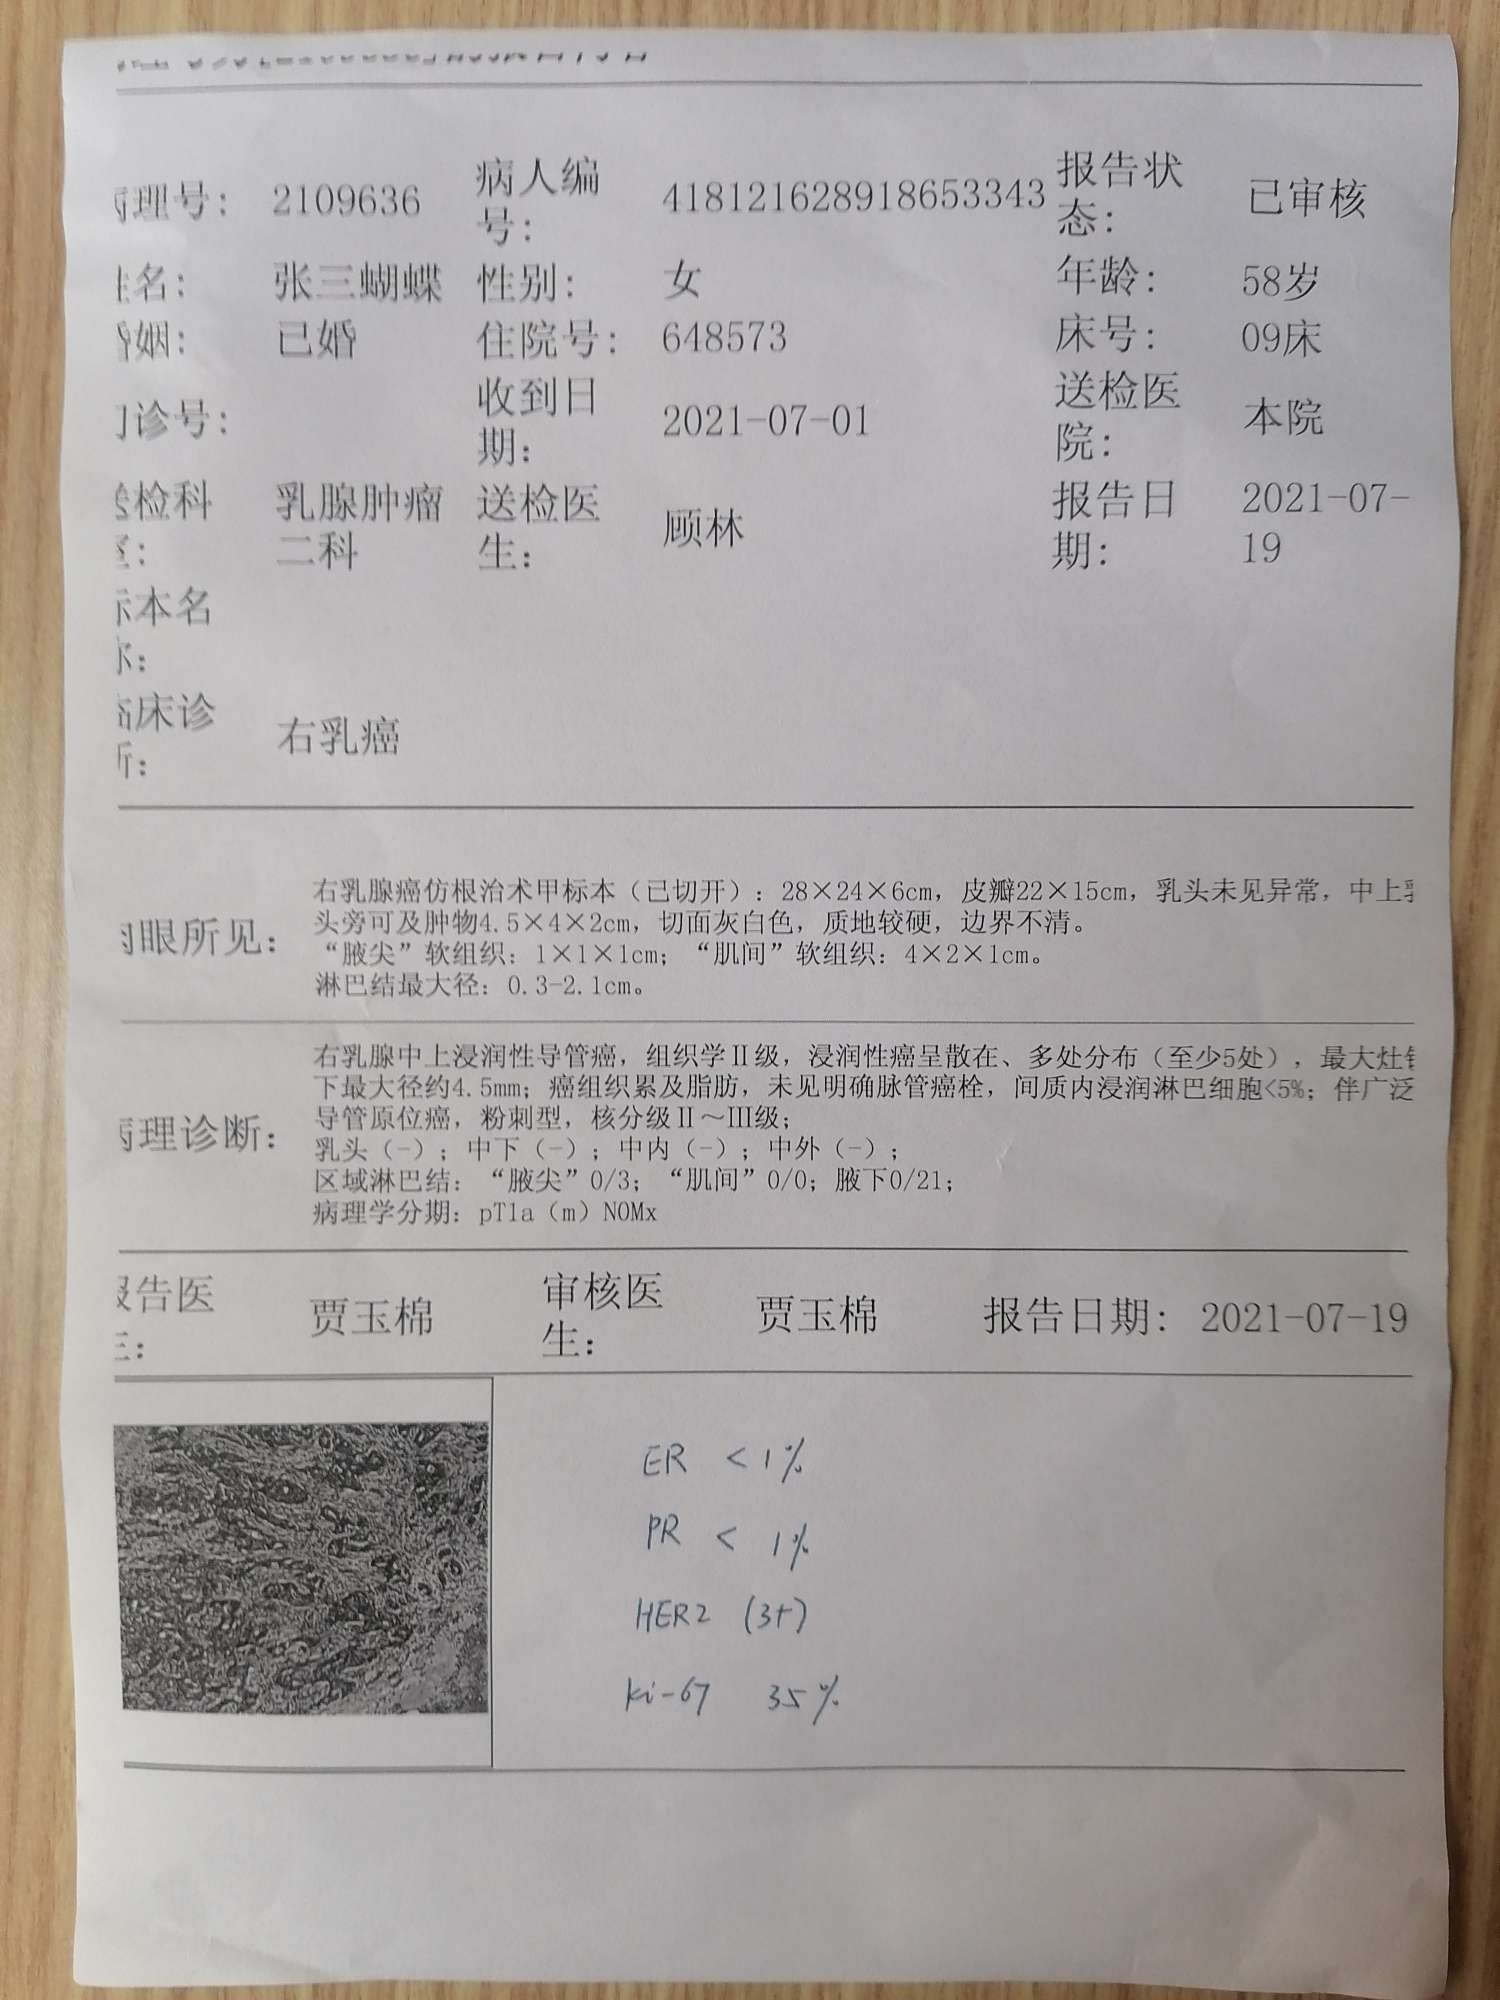 病理号: 2109636 病人编号: 418121628918653343 报告状态: 已审核
姓名: 张三蝴蝶 性别: 女 年龄: 58岁
婚姻: 已婚 住院号: 648573 床号: 09床
门诊号: 收到日期: 2021-07-01 送检医院: 本院
送检科室: 乳腺肿瘤二科 送检医生: 顾林 报告日期: 2021-07-19
标本名称:
临床诊断: 右乳癌
肉眼所见:
右乳腺癌仿根治术甲标本（已切开）: 28×24×6cm，皮瓣22×15cm，乳头未见异常，中上乳
头旁可及肿物4.5×4×2cm，切面灰白色，质地较硬，边界不清。
“腋尖”软组织: 1×1×1cm; “肌间”软组织: 4×2×1cm。
淋巴结最大径: 0.3-2.1cm。
病理诊断:
右乳腺中上浸润性导管癌，组织学Ⅱ级，浸润性癌呈散在、多处分布（至少5处），最大灶镜
下最大径约4.5mm; 癌组织累及脂肪，未见明确脉管癌栓，间质内浸润淋巴细胞<5%; 伴广泛
导管原位癌，粉刺型，核分级Ⅱ～Ⅲ级;
乳头（-）; 中下（-）; 中内（-）; 中外（-）;
区域淋巴结: “腋尖”0/3; “肌间”0/0; 腋下0/21;
病理学分期: pT1a（m）N0Mx
报告医生: 贾玉棉 审核医生: 贾玉棉 报告日期: 2021-07-19
ER <1%
PR < 1%
HER2 (3+)
Ki-67 35%